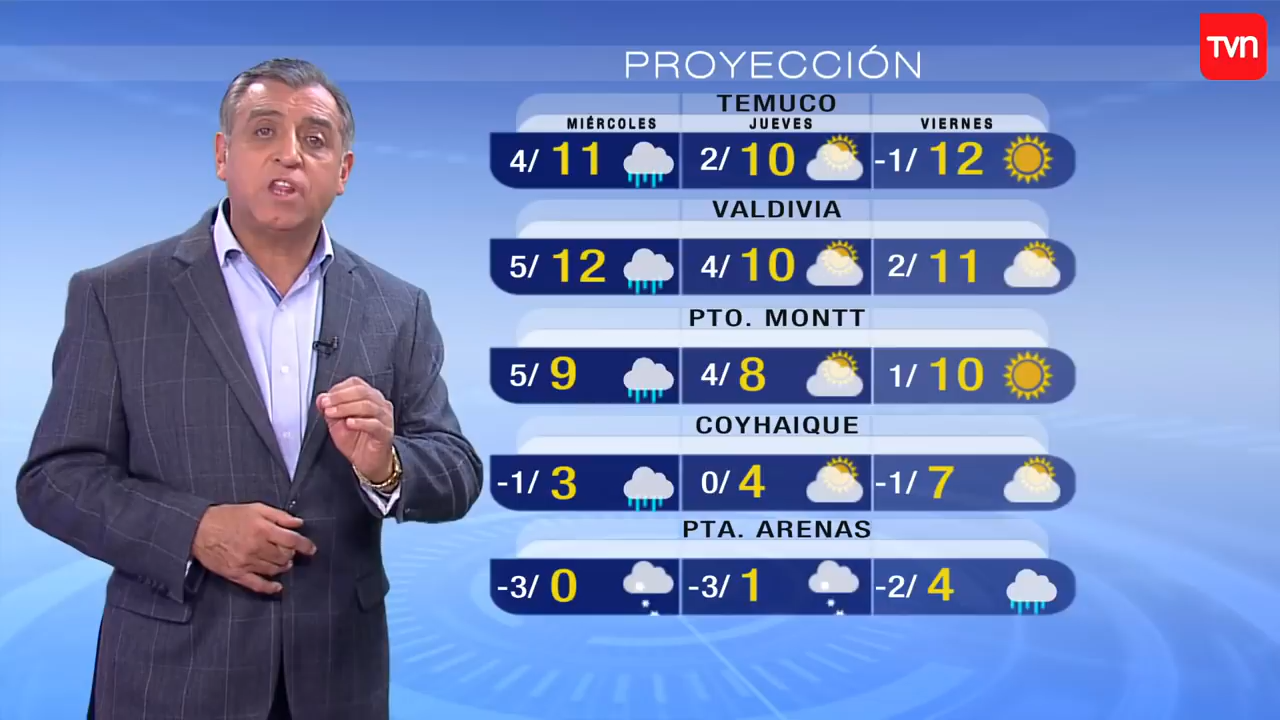 TVN
PROYECCIÓN
TEMUCO
MIÉRCOLES JUEVES VIERNES
4/ 11 2/ 10 -1/ 12
VALDIVIA
5/ 12 4/ 10 2/ 11
PTO. MONTT
5/ 9 4/ 8 1/ 10
COYHAIQUE
-1/ 3 0/ 4 -1/ 7
PTA. ARENAS
-3/ 0 -3/ 1 -2/ 4